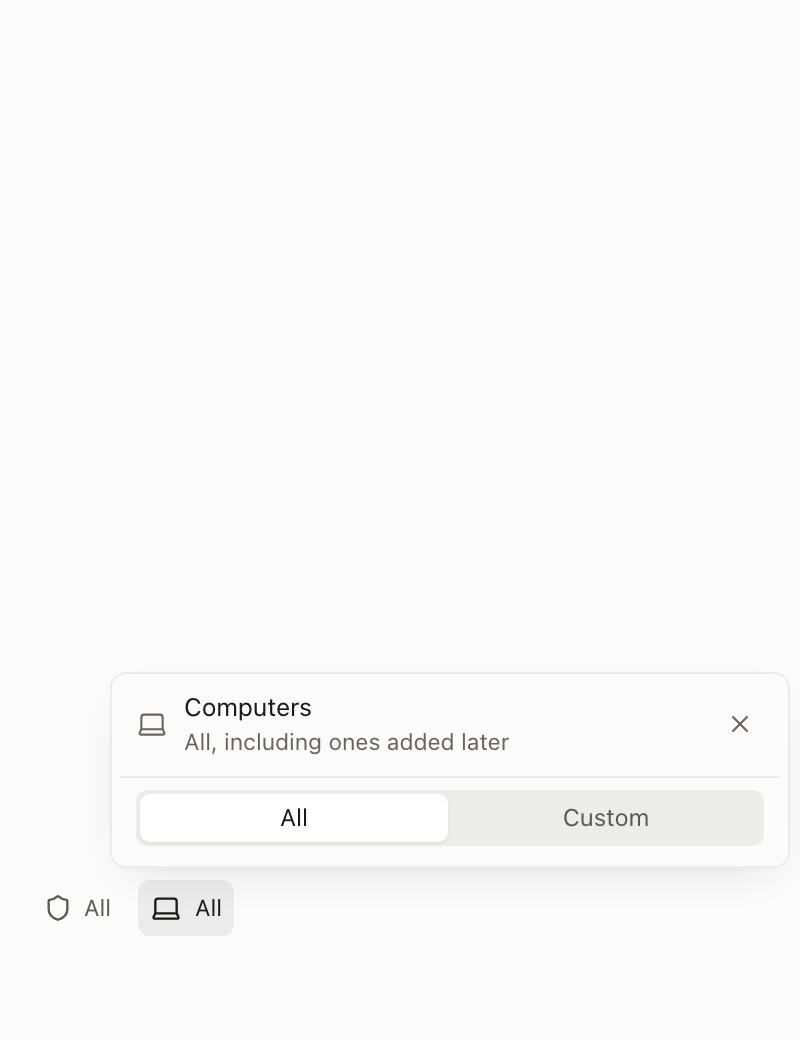 Computers
All, including ones added later
All
Custom
All
All